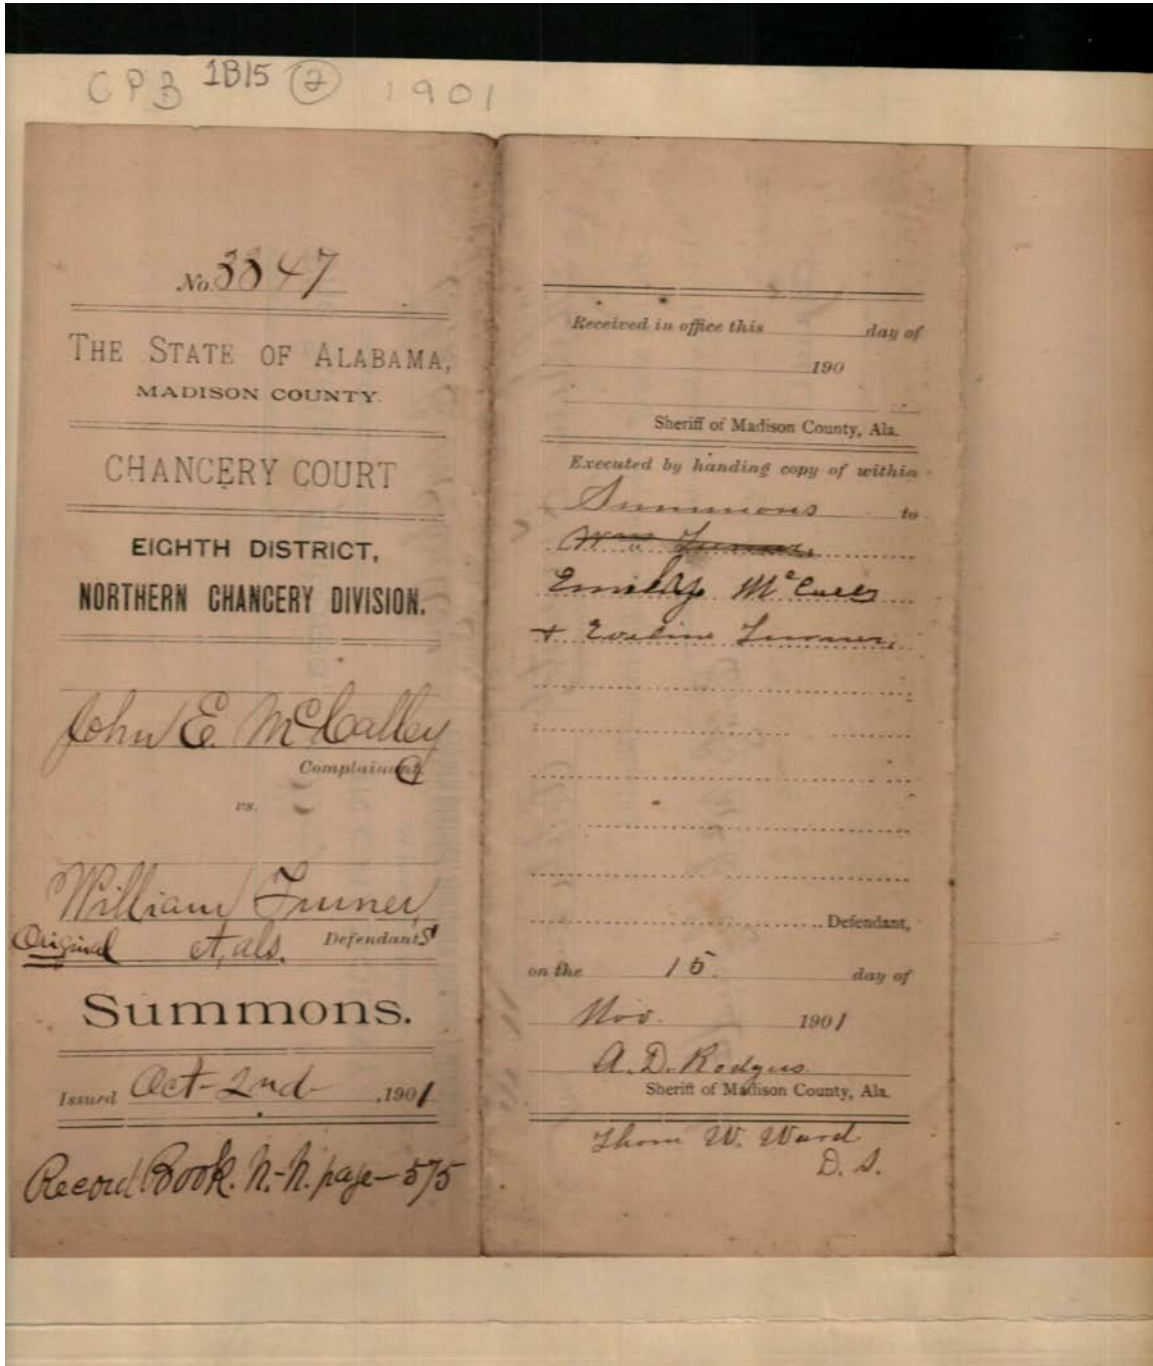 CPB 1B15 2 1901
No. 3347
THE STATE OF ALABAMA,
MADISON COUNTY.
CHANCERY COURT
EIGHTH DISTRICT,
NORTHERN CHANCERY DIVISION.
John E. McCalley
Complainant
vs.
William Turner,
Original et, als. Defendants
Summons.
Issued Oct-2nd ,1901
Record Book. N.-N. page-575
Received in office this day of
190
Sheriff of Madison County, Ala.
Executed by handing copy of within
Summons to
Wm Turner,
Emily
+ Eveline Turner,
Defendant,
on the 15. day of
Nov. 1901
A. D. Rodgers
Sheriff of Madison County, Ala.
Thom W. Ward
D. S.